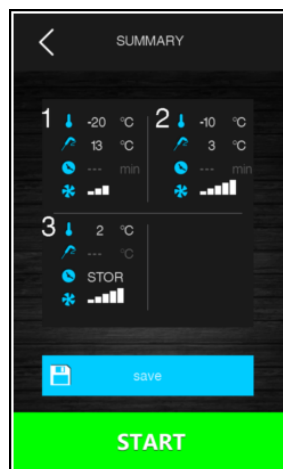 SUMMARY
1 -20 °C
13 °C
--- min
2 -10 °C
3 °C
--- min
3 2 °C
--- °C
STOR
save
START